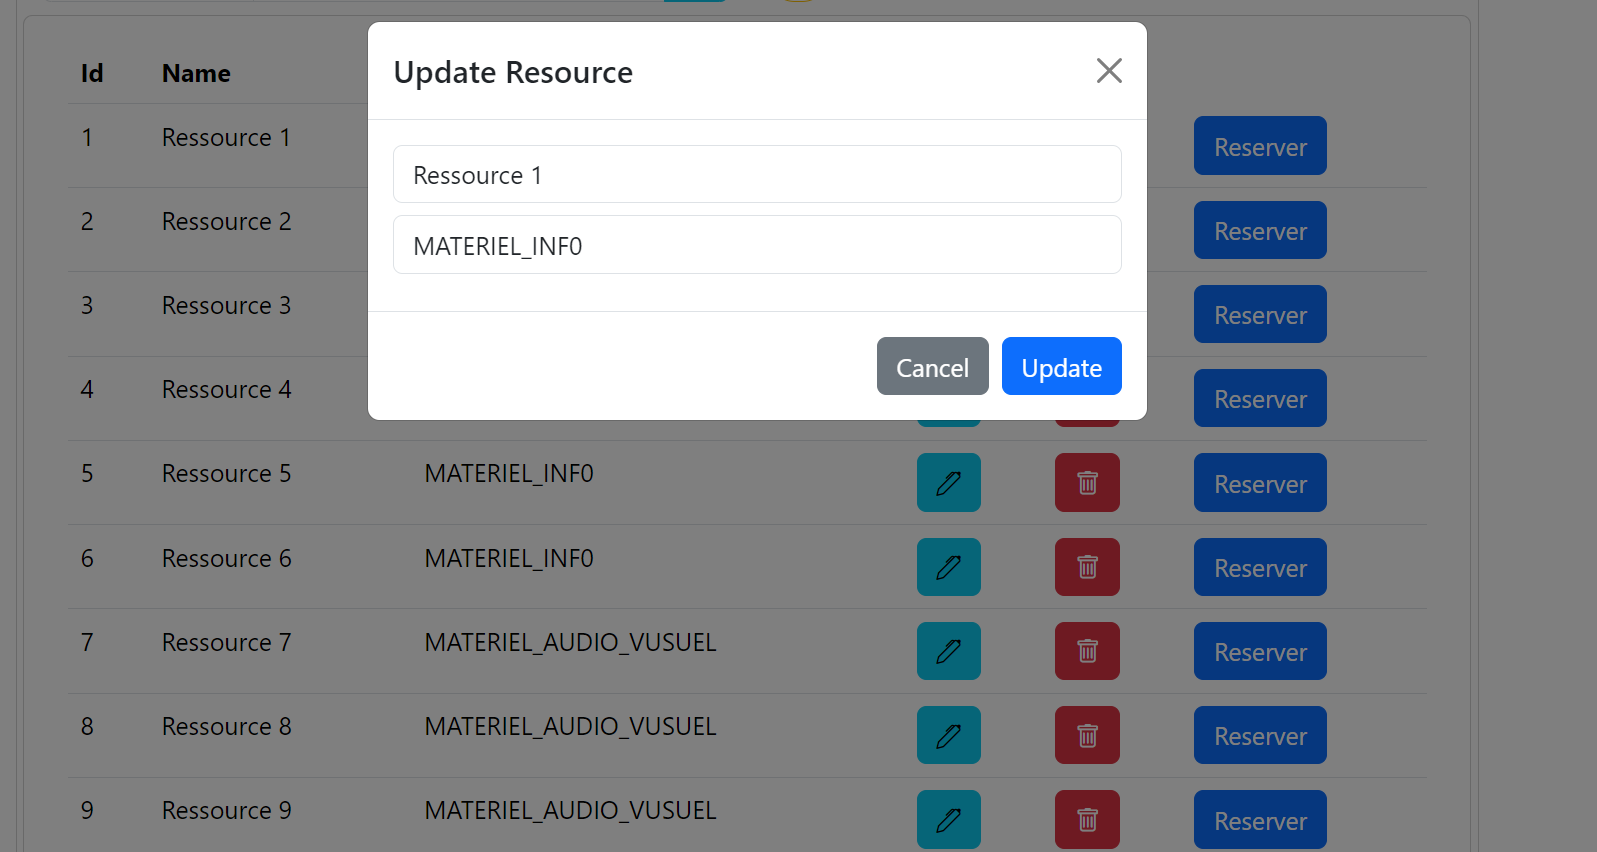 Update Resource
Id Name
1 Ressource 1 Reserver
Ressource 1
2 Ressource 2 Reserver
MATERIEL_INF0
3 Ressource 3 Reserver
Cancel Update
4 Ressource 4 Reserver
5 Ressource 5 MATERIEL_INF0 Reserver
6 Ressource 6 MATERIEL_INF0 Reserver
7 Ressource 7 MATERIEL_AUDIO_VUSUEL Reserver
8 Ressource 8 MATERIEL_AUDIO_VUSUEL Reserver
9 Ressource 9 MATERIEL_AUDIO_VUSUEL Reserver